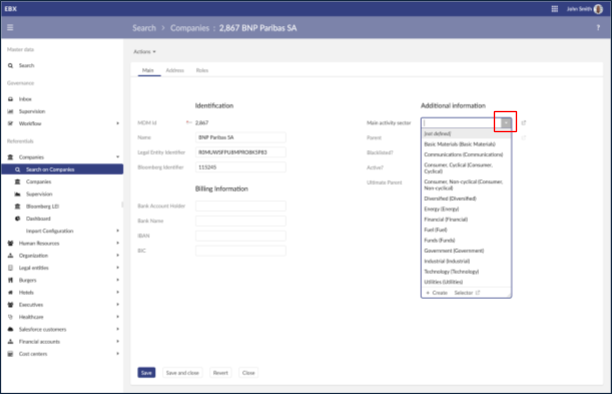 EBX
John Smith
Search > Companies : 2,867 BNP Paribas SA
?
Master data
Search
Governance
Inbox
Supervision
Workflow
Referentials
Companies
Search on Companies
Companies
Supervision
Bloomberg LEI
Dashboard
Import Configuration
Human Resources
Organization
Legal entities
Burgers
Hotels
Executives
Healthcare
Salesforce customers
Financial accounts
Cost centers
Actions
Main Address Roles
Identification
MDM Id 2,867
Name BNP Paribas SA
Legal Entity Identifier R0MUWSFPU8MPRO8K5P83
Bloomberg Identifier 115245
Billing Information
Bank Account Holder
Bank Name
IBAN
BIC
Additional information
Main activity sector
Parent
Blacklisted?
Active?
Ultimate Parent
[not defined]
Basic Materials (Basic Materials)
Communications (Communications)
Consumer, Cyclical (Consumer,
Cyclical)
Consumer, Non-cyclical (Consumer,
Non-cyclical)
Diversified (Diversified)
Energy (Energy)
Financial (Financial)
Fuel (Fuel)
Funds (Funds)
Government (Government)
Industrial (Industrial)
Technology (Technology)
Utilities (Utilities)
+ Create Selector
Save Save and close Revert Close